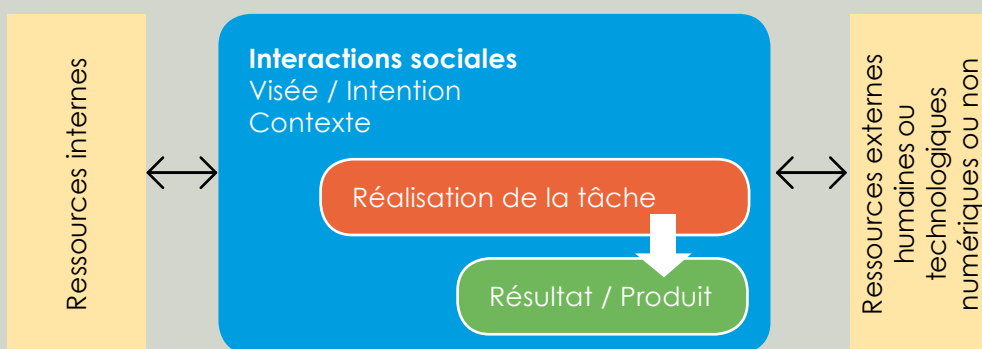 Ressources internes
Interactions sociales
Visée / Intention
Contexte
Réalisation de la tâche
Résultat / Produit
Ressources externes
humaines ou
technologiques
numériques ou non